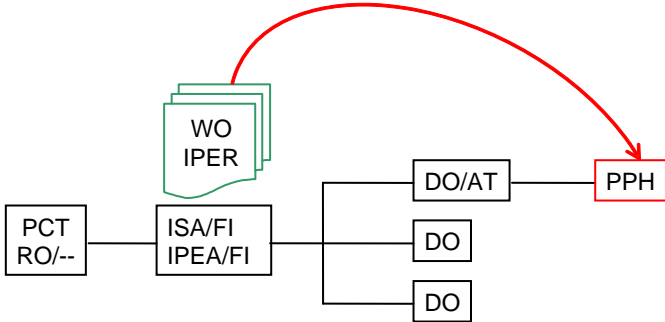 WO
IPER
DO/AT
PPH
PCT
RO/--
ISA/FI
IPEA/FI
DO
DO